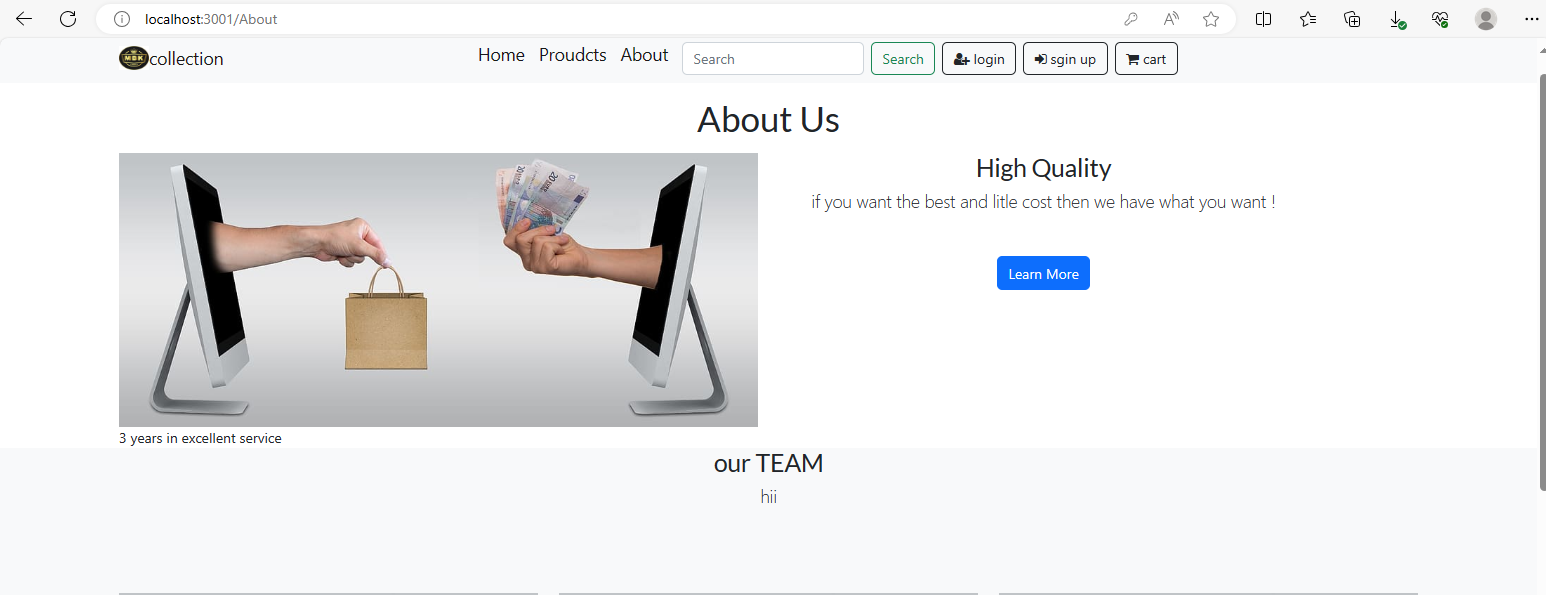 localhost:3001/About
MBK collection Home Proudcts About Search Search login sgin up cart
About Us
High Quality
if you want the best and litle cost then we have what you want !
Learn More
3 years in excellent service
our TEAM
hii